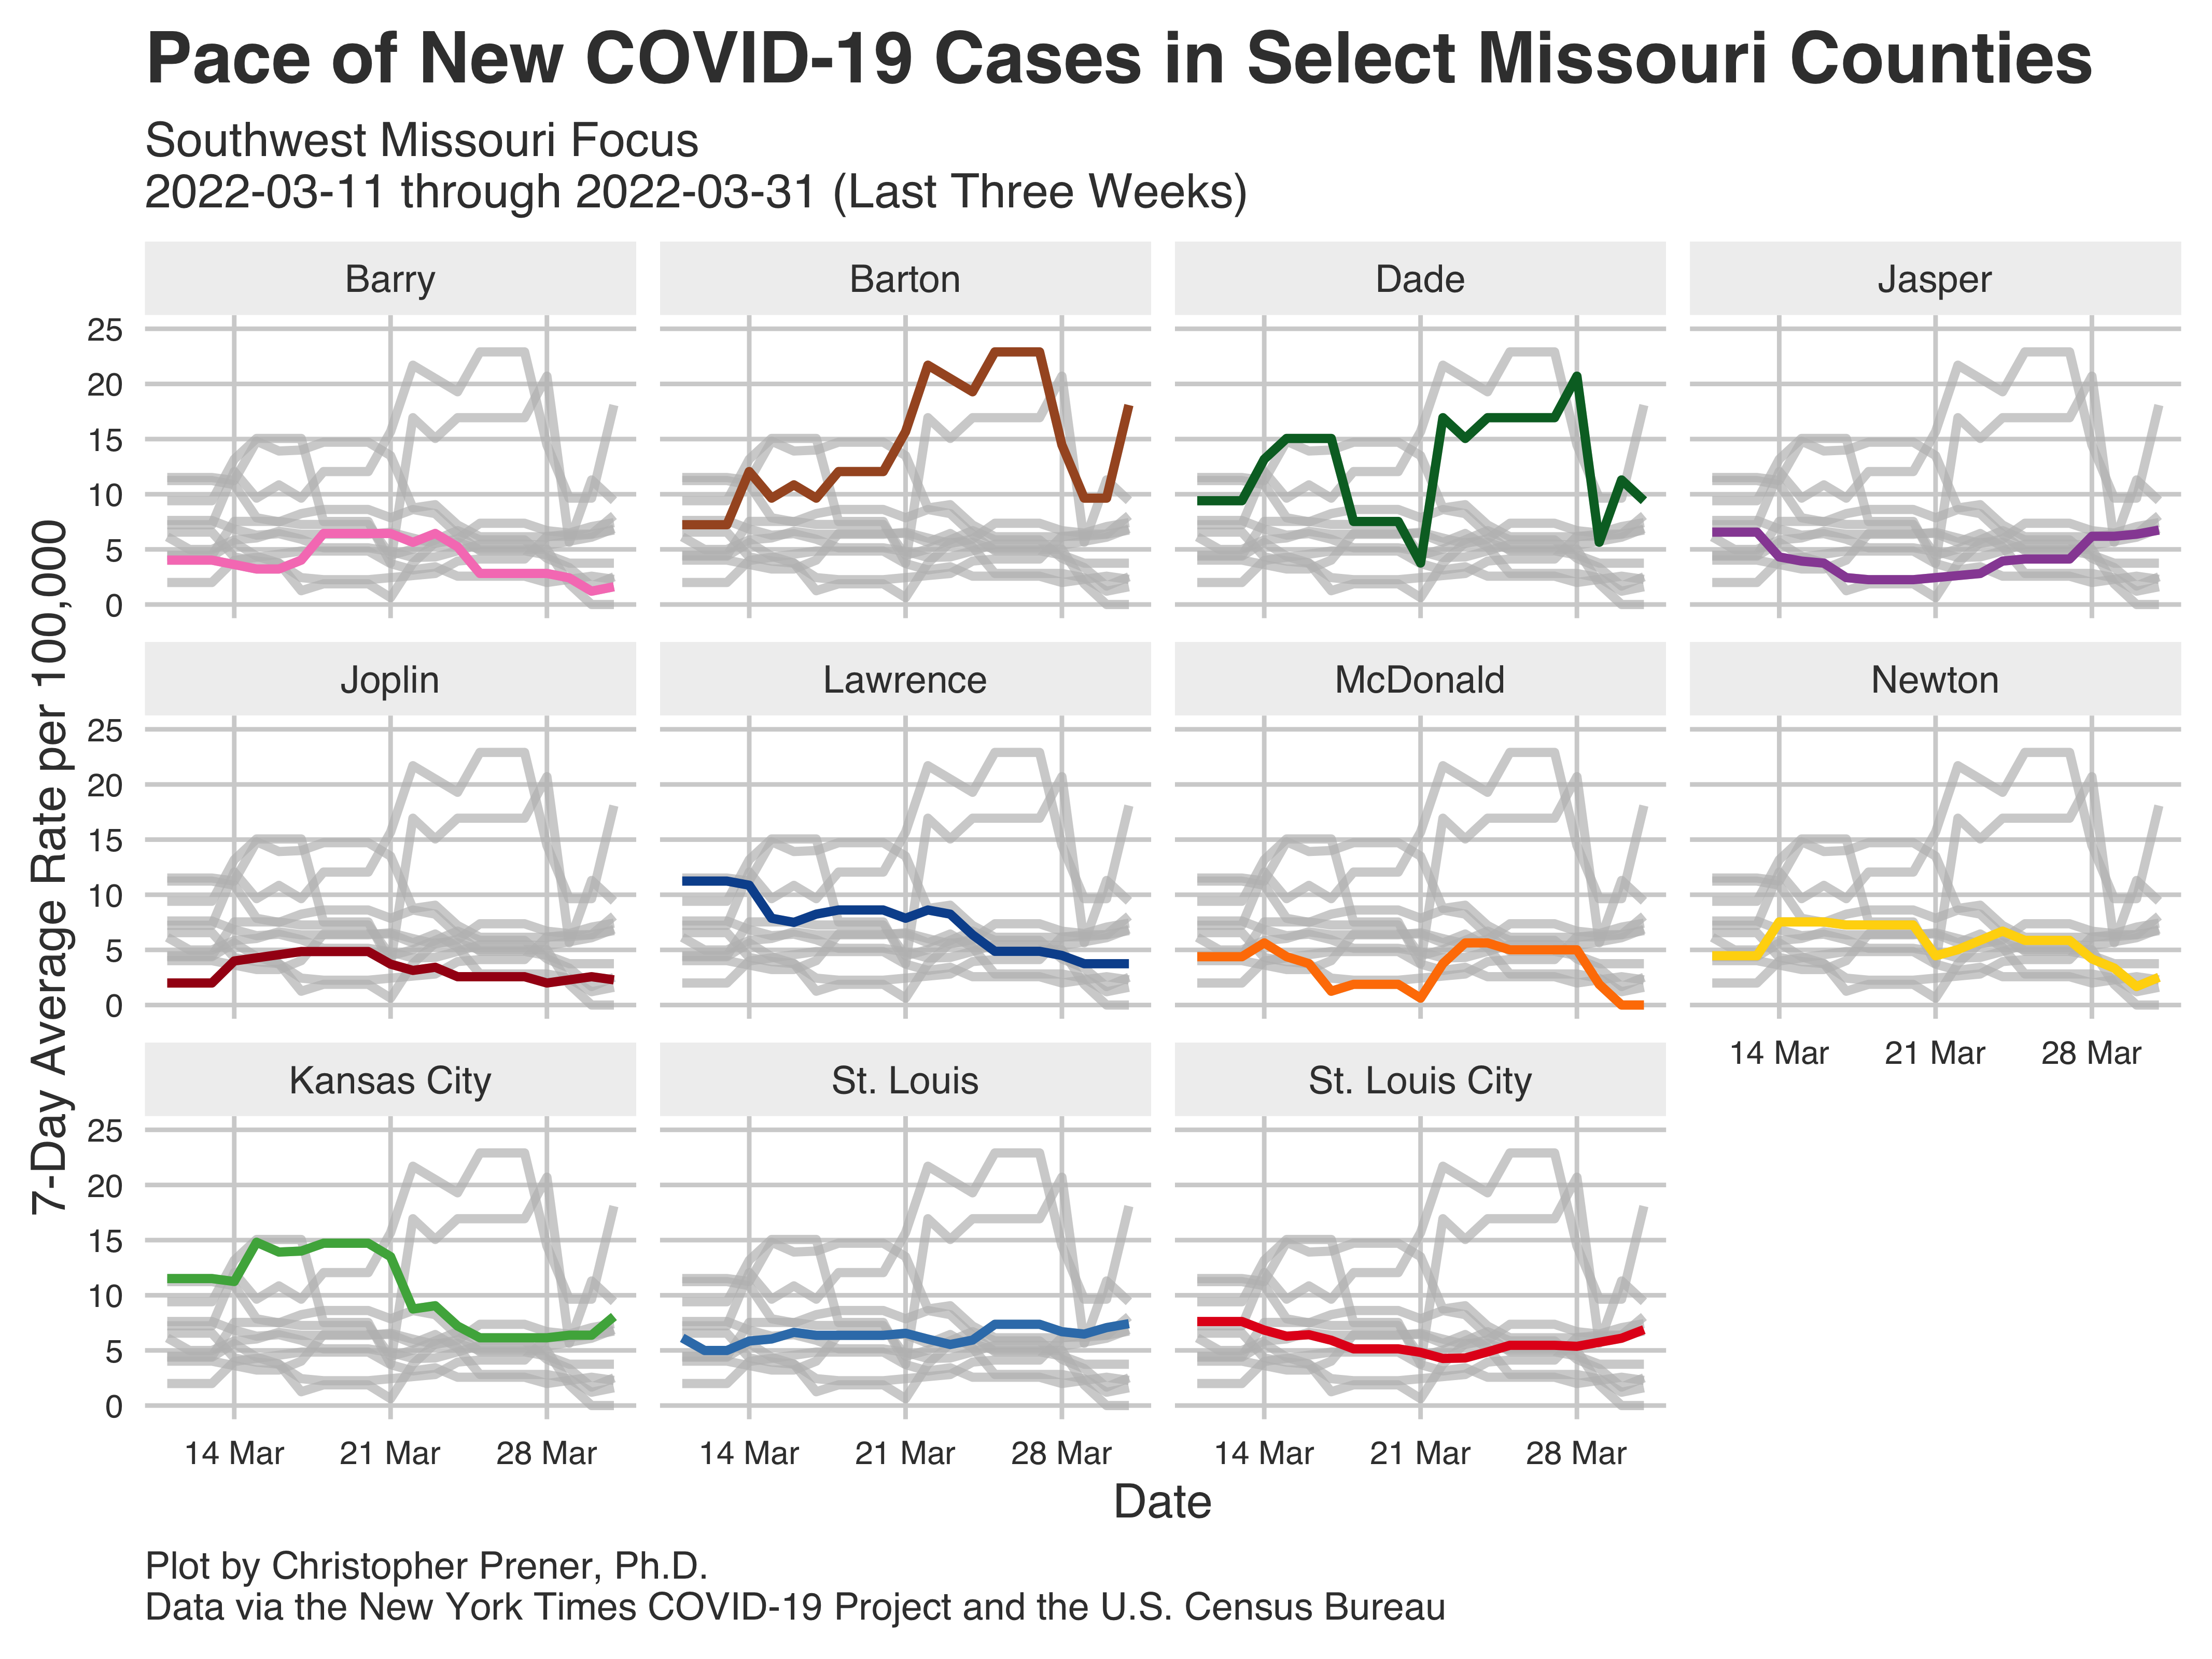 Pace of New COVID-19 Cases in Select Missouri Counties
Southwest Missouri Focus
2022-03-11 through 2022-03-31 (Last Three Weeks)
7-Day Average Rate per 100,000
Barry
Barton
Dade
Jasper
25
20
15
10
5
0
Joplin
Lawrence
McDonald
Newton
25
20
15
10
5
0
14 Mar
21 Mar
28 Mar
Kansas City
St. Louis
St. Louis City
25
20
15
10
5
0
14 Mar
21 Mar
28 Mar
14 Mar
21 Mar
28 Mar
14 Mar
21 Mar
28 Mar
Date
Plot by Christopher Prener, Ph.D.
Data via the New York Times COVID-19 Project and the U.S. Census Bureau